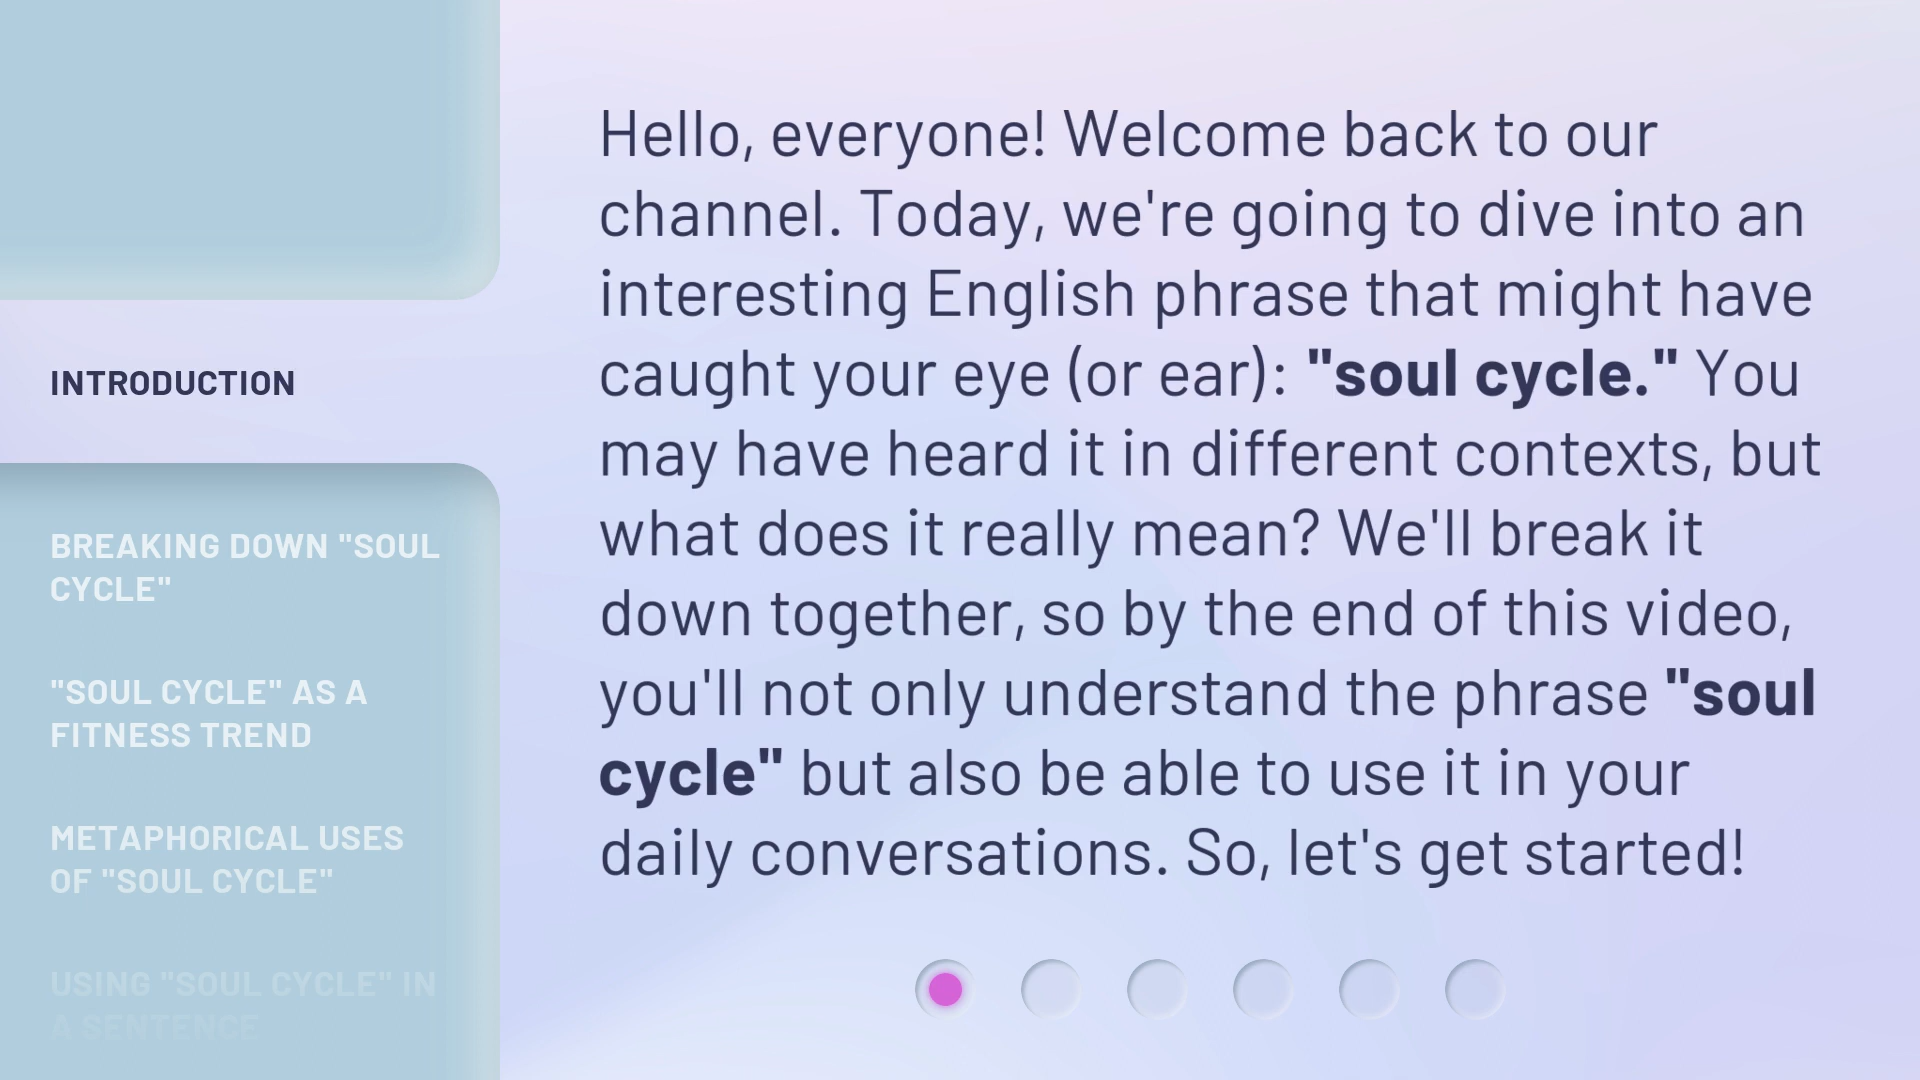 INTRODUCTION
BREAKING DOWN "SOUL
CYCLE"
"SOUL CYCLE" AS A
FITNESS TREND
METAPHORICAL USES
OF "SOUL CYCLE"
USING "SOUL CYCLE" IN
A SENTENCE
Hello, everyone! Welcome back to our
channel. Today, we're going to dive into an
interesting English phrase that might have
caught your eye (or ear): "soul cycle." You
may have heard it in different contexts, but
what does it really mean? We'll break it
down together, so by the end of this video,
you'll not only understand the phrase "soul
cycle" but also be able to use it in your
daily conversations. So, let's get started!